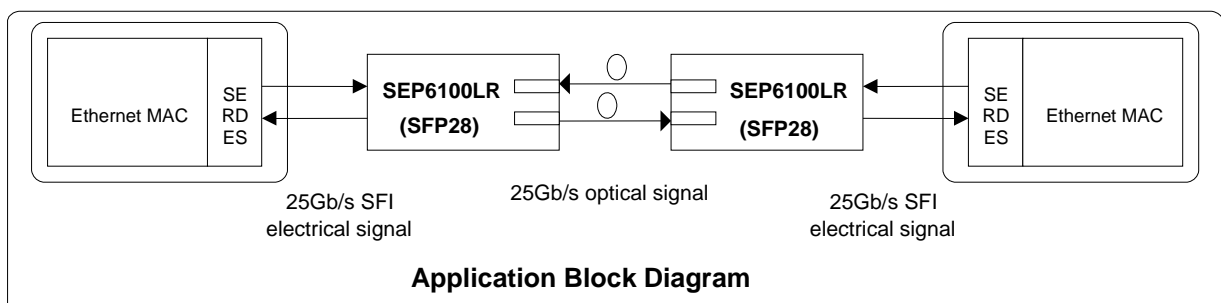 Ethernet MAC
SE
RD
ES
SEP6100LR
(SFP28)
SEP6100LR
(SFP28)
SE
RD
ES
Ethernet MAC
25Gb/s SFI
electrical signal
25Gb/s optical signal
25Gb/s SFI
electrical signal
Application Block Diagram